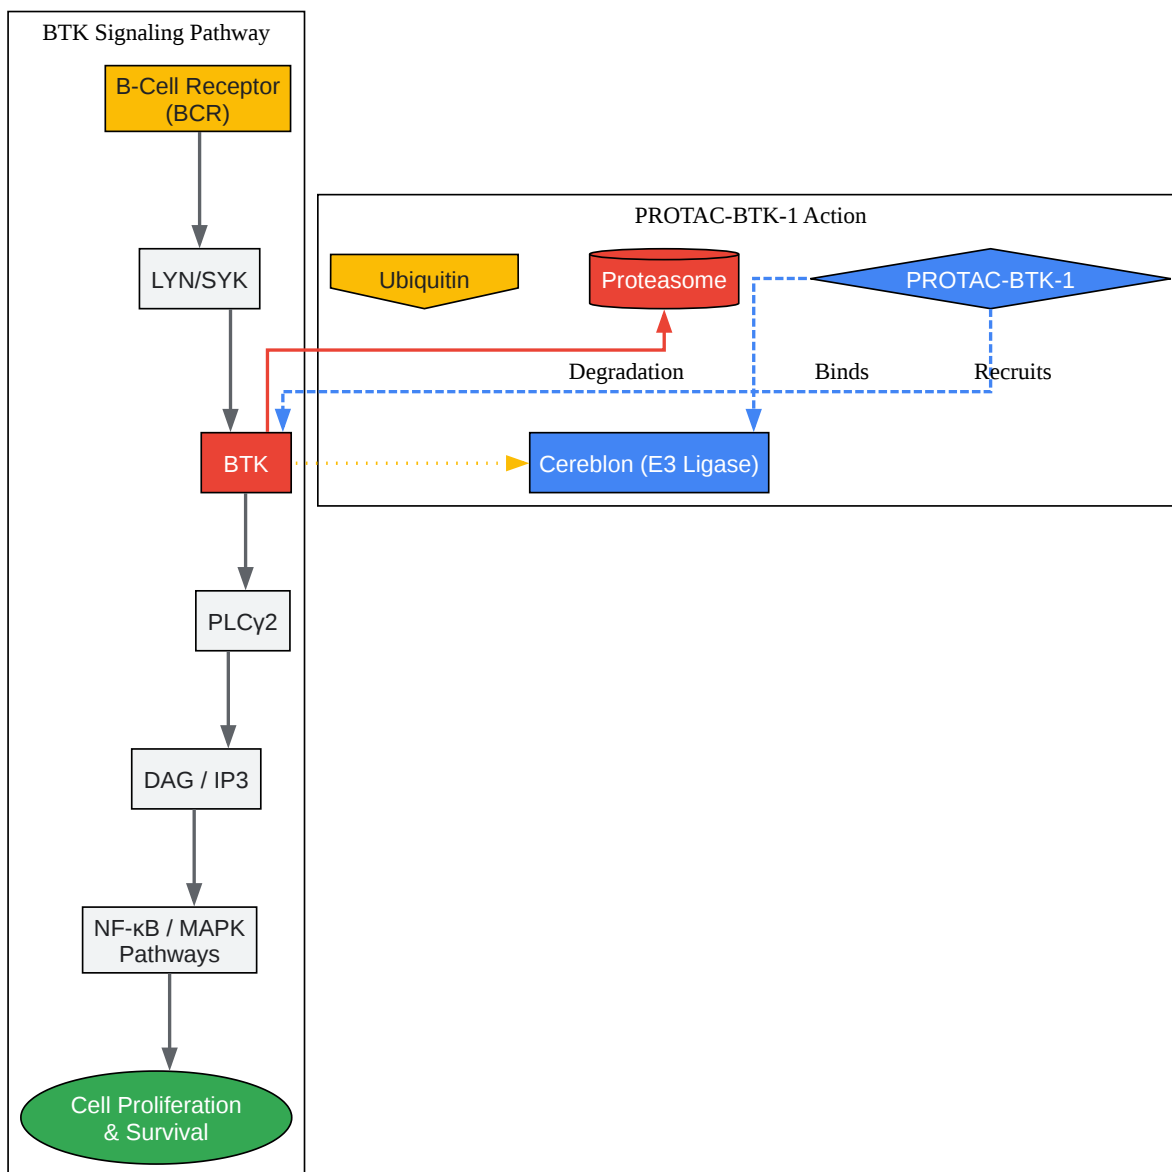 BTK Signaling Pathway
B-Cell Receptor
(BCR)
LYN/SYK
PROTAC-BTK-1 Action
Ubiquitin
Proteasome
PROTAC-BTK-1
Degradation
Binds
Recruits
BTK
Cereblon (E3 Ligase)
PLCγ2
DAG / IP3
NF-κB / MAPK
Pathways
Cell Proliferation
& Survival